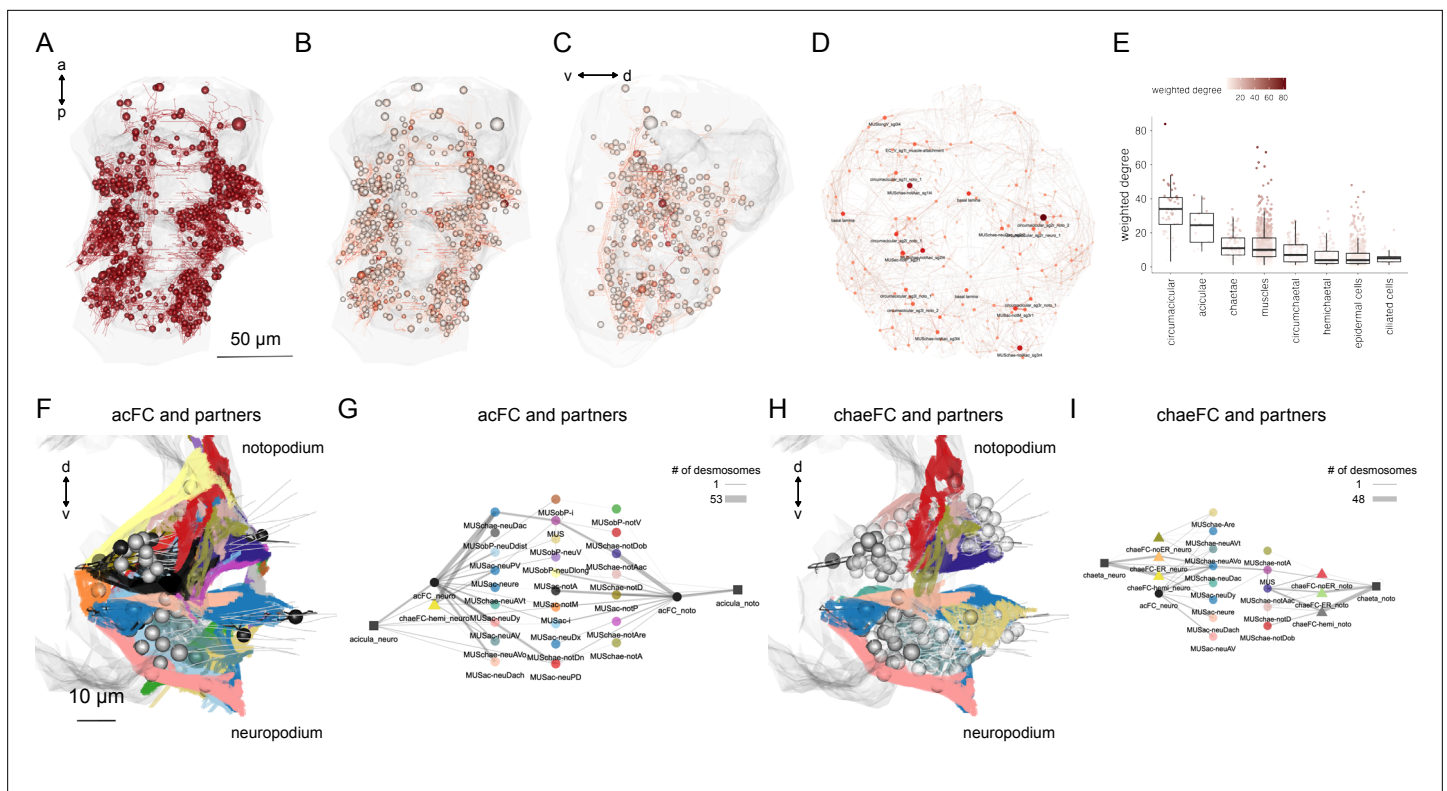 A
a
p
50 µm
B
C
v
d
D
basal lamina
basal lamina
basal lamina
E
weighted degree
20 40 60 80
weighted degree
80
60
40
20
0
circumacicular
aciculae
chaetae
muscles
circumchaetal
hemichaetal
epidermal cells
ciliated cells
F
acFC and partners
notopodium
d
v
10 µm
neuropodium
G
acFC and partners
# of desmosomes
1
53
MUSobP-i
MUSobP-notV
MUSchae-neuDac
MUS
MUSchae-notDob
MUSobP-neuDdist
MUSobP-neuV
MUSchae-notAac
MUSac-neuPV
MUSobP-neuDlong
MUSchae-notD
acFC_neuro
MUSac-neure
MUSac-notA
acFC_noto
acicula_noto
chaeFC-hemi_neuro
MUSchae-neuAVt
MUSac-notM
MUSac-notP
acicula_neuro
MUSac-neuDy
MUSac-i
MUSac-neuAV
MUSac-neuDx
MUSchae-notAre
MUSchae-neuAVo
MUSchae-notDn
MUSchae-notA
MUSac-neuDach
MUSac-neuPD
H
chaeFC and partners
notopodium
d
v
neuropodium
I
chaeFC and partners
# of desmosomes
1
48
MUSchae-Are
chaeFC-noER_neuro
MUSchae-neuAVt
chaeta_neuro
chaeFC-ER_neuro
MUSchae-neuAVo
MUSchae-notA
chaeFC-hemi_neuro
MUSchae-neuDac
MUS
chaeFC-noER_noto
acFC_neuro
MUSac-neuDy
MUSchae-notAac
chaeFC-ER_noto
chaeta_noto
MUSac-neure
MUSchae-notD
chaeFC-hemi_noto
MUSac-neuDach
MUSchae-notDob
MUSac-neuAV